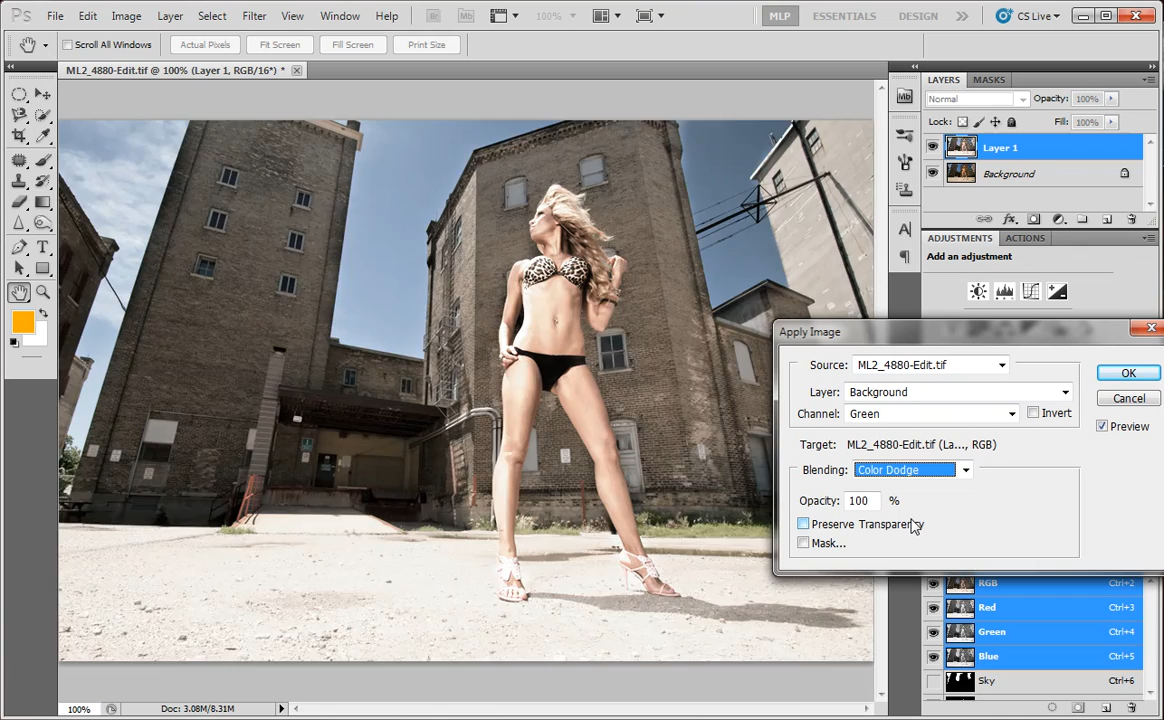 Ps File Edit Image Layer Select Filter View Window Help Br Mb 100% MLP ESSENTIALS DESIGN CS Live
Scroll All Windows Actual Pixels Fit Screen Fill Screen Print Size
ML2_4880-Edit.tif @ 100% (Layer 1, RGB/16*) *
LAYERS MASKS
Normal Opacity: 100%
Lock: Fill: 100%
Layer 1
Background
ADJUSTMENTS ACTIONS
Add an adjustment
Apply Image
Source: ML2_4880-Edit.tif
OK
Layer: Background
Cancel
Channel: Green Invert
Preview
Target: ML2_4880-Edit.tif (La..., RGB)
Blending: Color Dodge
Opacity: 100 %
Preserve Transparency
Mask...
RGB Ctrl+2
Red Ctrl+3
Green Ctrl+4
Blue Ctrl+5
Sky Ctrl+6
100% Doc: 3.08M/8.31M